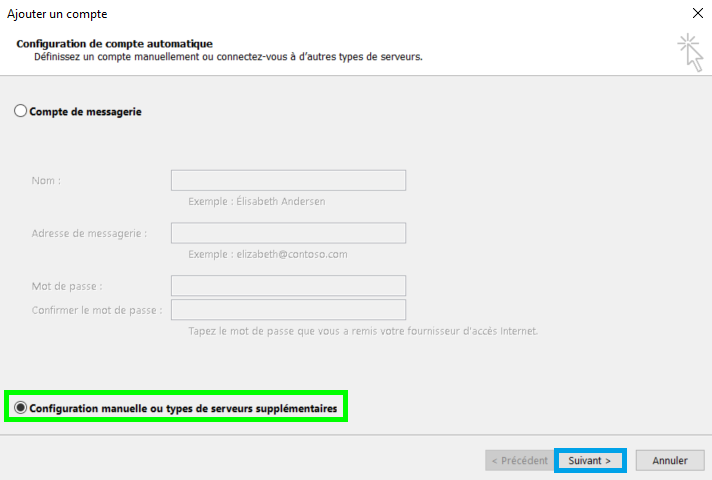 Ajouter un compte
Configuration de compte automatique
Définissez un compte manuellement ou connectez-vous à d'autres types de serveurs.
Compte de messagerie
Nom :
Exemple : Élisabeth Andersen
Adresse de messagerie :
Exemple : elizabeth@contoso.com
Mot de passe :
Confirmer le mot de passe :
Tapez le mot de passe que vous a remis votre fournisseur d'accès Internet.
Configuration manuelle ou types de serveurs supplémentaires
< Précédent
Suivant >
Annuler